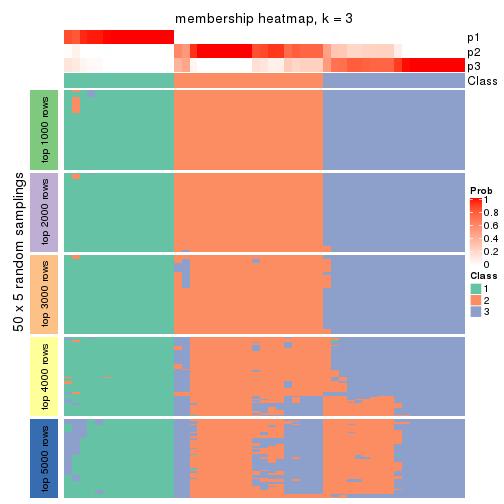 membership heatmap, k = 3
p1
p2
p3
Class
50 x 5 random samplings
top 1000 rows
top 2000 rows
top 3000 rows
top 4000 rows
top 5000 rows
Prob
1
0.8
0.6
0.4
0.2
0
Class
1
2
3